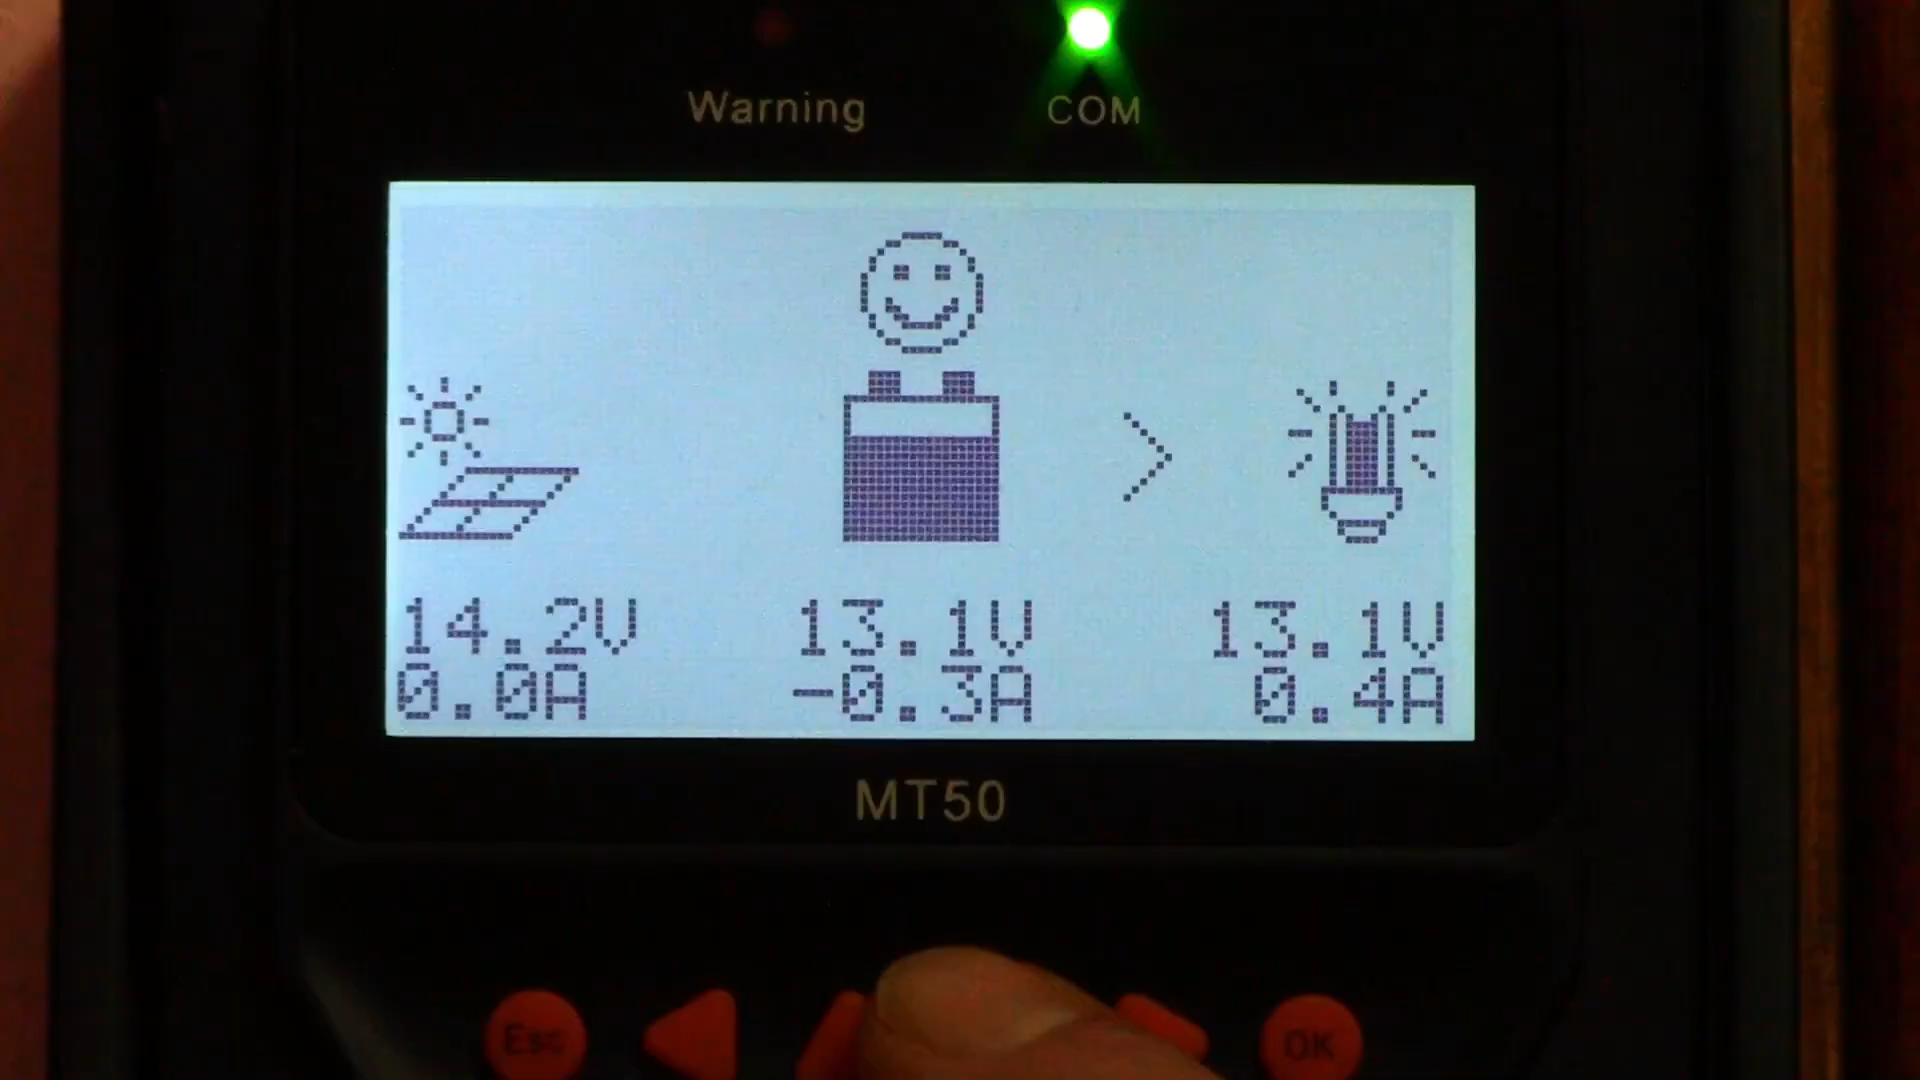 Warning COM
14.2V 13.1V 13.1V
0.0A -0.3A 0.4A
MT50
Esc OK